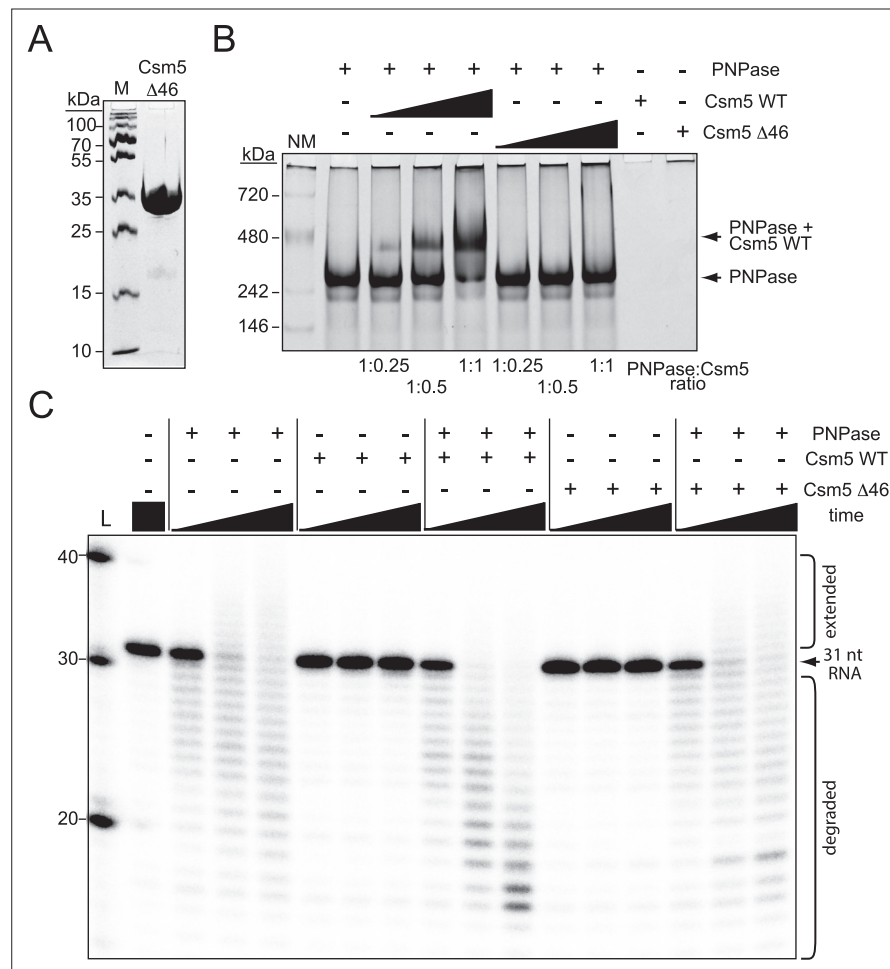 A
Csm5
Δ46
M
kDa
100
70
55
35
25
15
10
B
+ + + + + + + - - PNPase
- - - - + - Csm5 WT
- - - - - + Csm5 Δ46
kDa
NM
720
480
242
146
PNPase +
Csm5 WT
PNPase
1:0.25 1:1 1:0.25 1:1 PNPase:Csm5
1:0.5 1:0.5 ratio
C
- + + + - - - + + + - - - + + + PNPase
- - - - + + + + + + - - - - - - Csm5 WT
- - - - - - - - - - + + + + + + Csm5 Δ46
L time
40
30
20
extended
31 nt
RNA
degraded